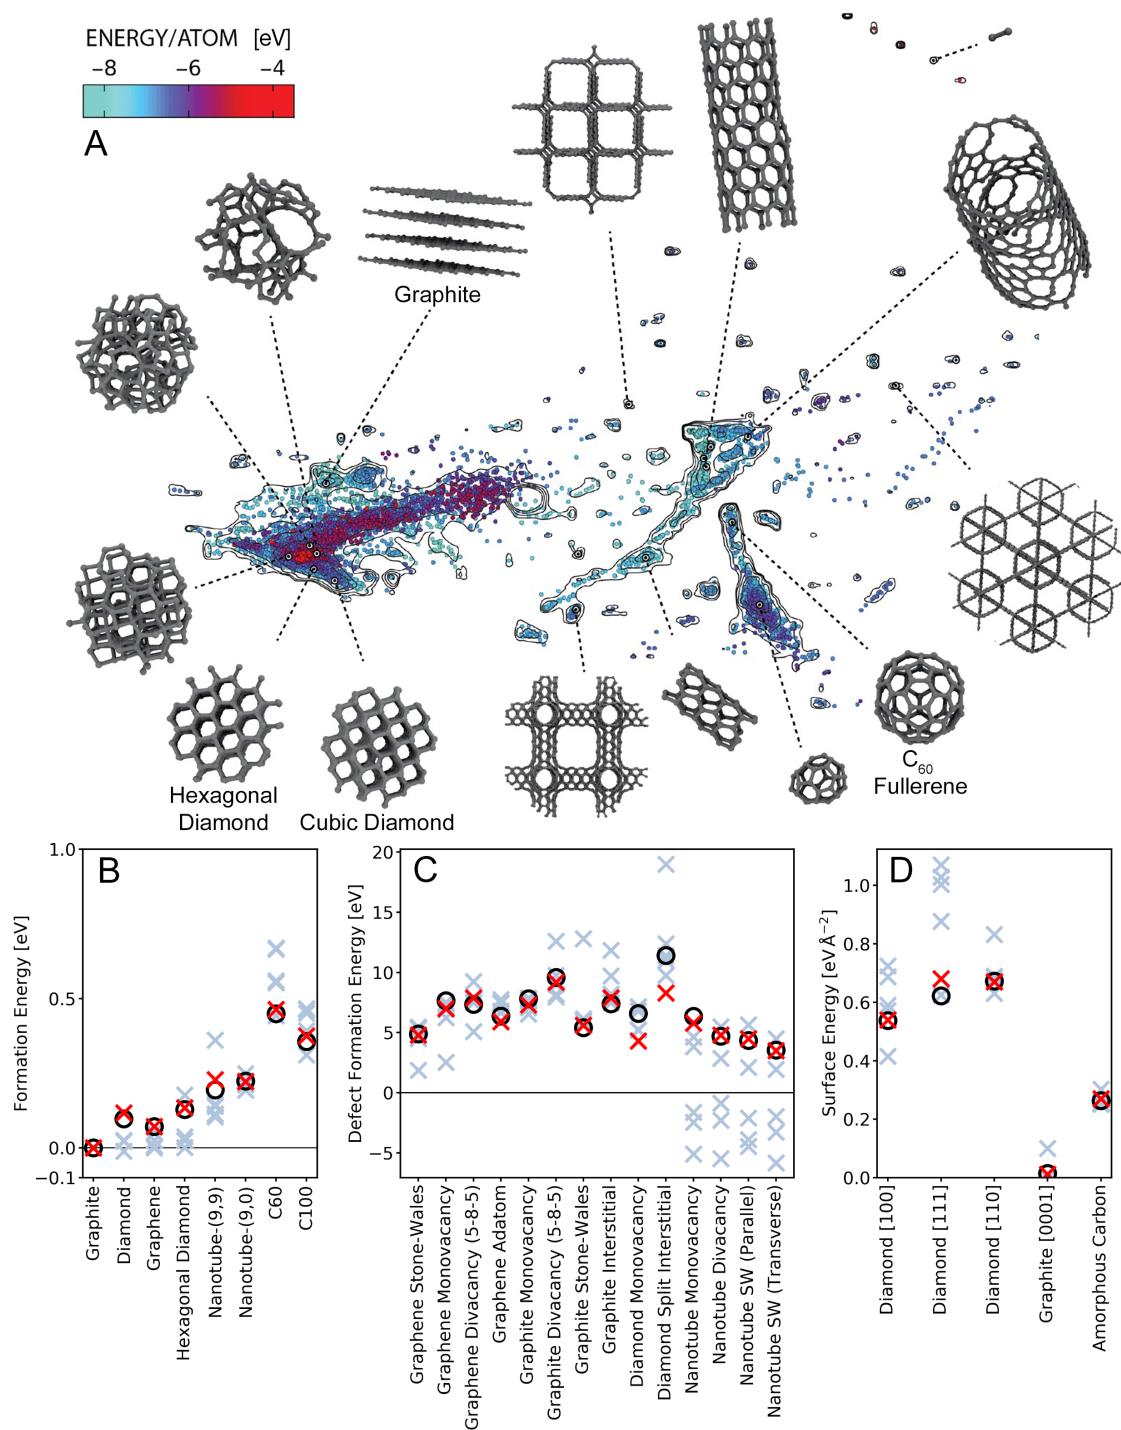 ENERGY/ATOM [eV]
−8 −6 −4
A
Graphite
Hexagonal
Diamond
Cubic Diamond
C60
Fullerene
B
Formation Energy [eV]
1.0
0.5
0.0
−0.1
Graphite
Diamond
Graphene
Hexagonal Diamond
Nanotube-(9,9)
Nanotube-(9,0)
C60
C100
C
Defect Formation Energy [eV]
20
15
10
5
0
−5
Graphene Stone-Wales
Graphene Monovacancy
Graphene Divacancy (5-8-5)
Graphene Adatom
Graphite Monovacancy
Graphite Divacancy (5-8-5)
Graphite Stone-Wales
Graphite Interstitial
Diamond Monovacancy
Diamond Split Interstitial
Nanotube Monovacancy
Nanotube Divacancy
Nanotube SW (Parallel)
Nanotube SW (Transverse)
D
Surface Energy [eV Å−2]
1.0
0.8
0.6
0.4
0.2
0.0
Diamond [100]
Diamond [111]
Diamond [110]
Graphite [0001]
Amorphous Carbon